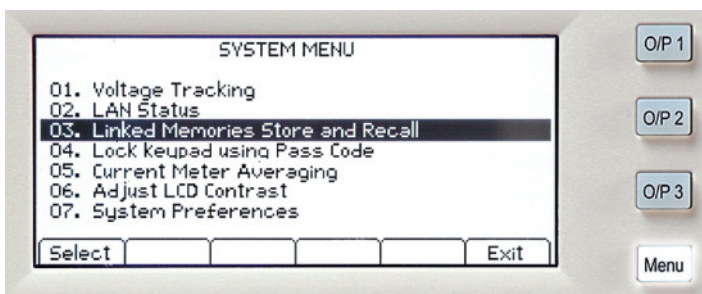 SYSTEM MENU
01. Voltage Tracking
02. LAN Status
03. Linked Memories Store and Recall
04. Lock Keypad using Pass Code
05. Current Meter Averaging
06. Adjust LCD Contrast
07. System Preferences
Select Exit
O/P 1
O/P 2
O/P 3
Menu